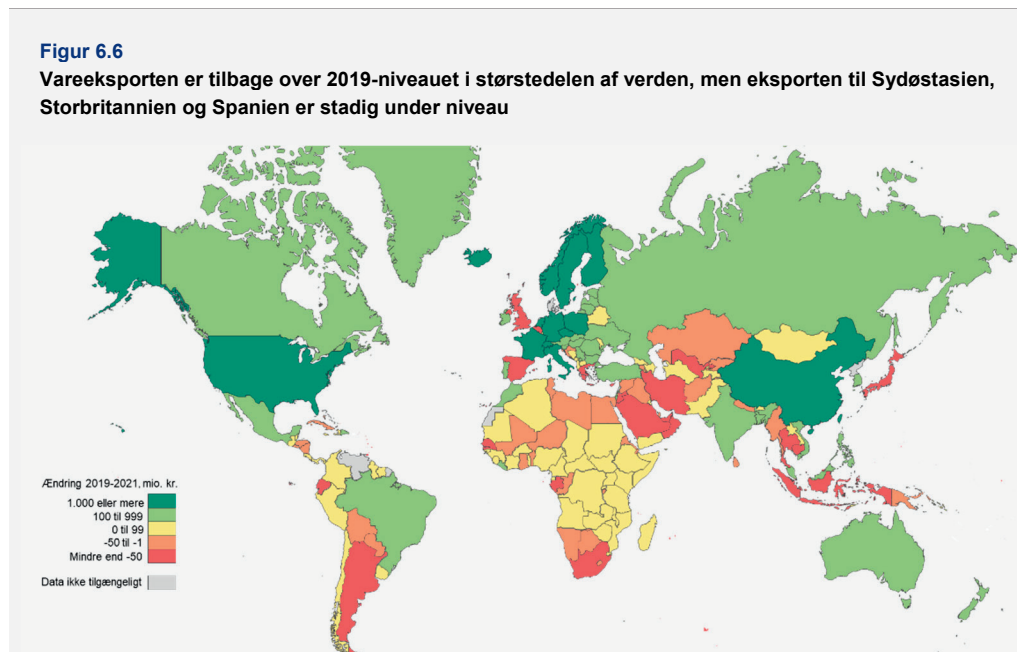 Figur 6.6
Vareeksporten er tilbage over 2019-niveauet i størstedelen af verden, men eksporten til Sydøstasien,
Storbritannien og Spanien er stadig under niveau
Ændring 2019-2021, mio. kr.
1.000 eller mere
100 til 999
0 til 99
-50 til -1
Mindre end -50
Data ikke tilgængeligt